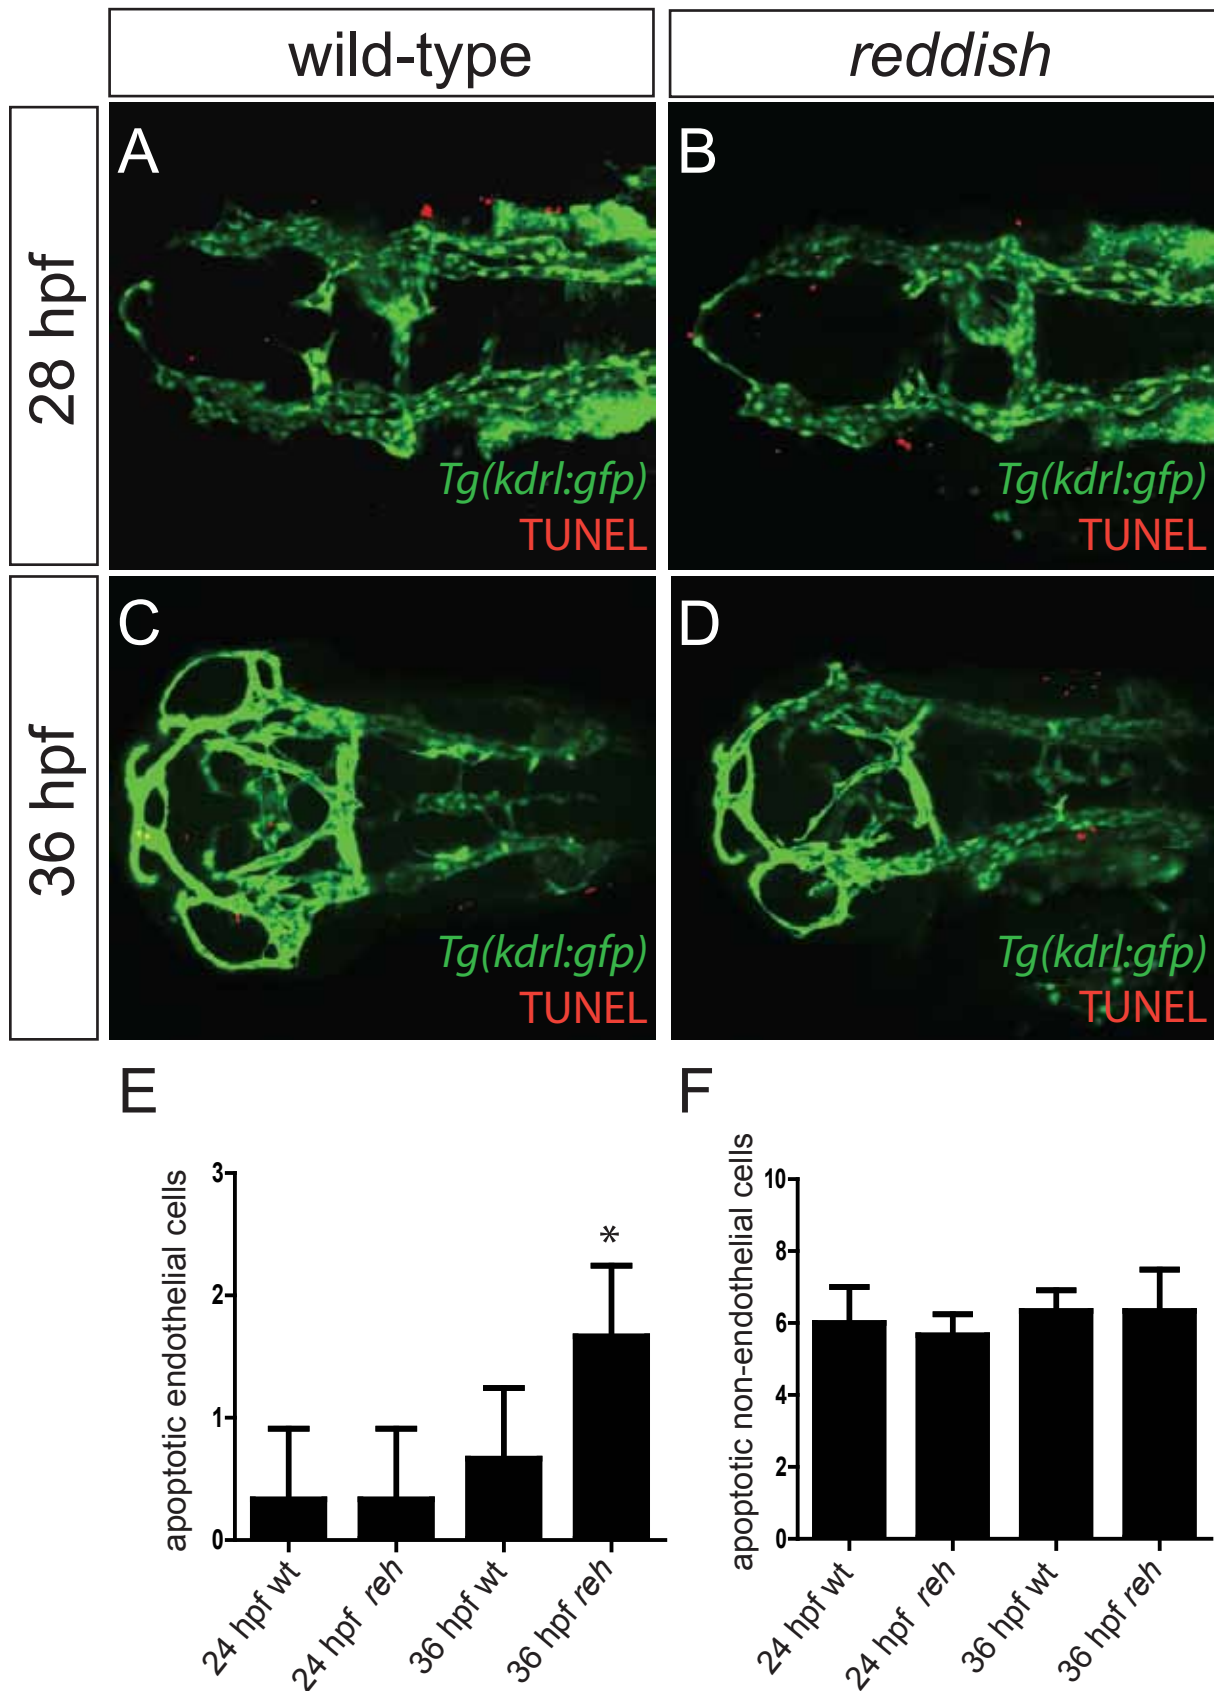 wild-type
reddish
28 hpf
A
Tg(kdrl:gfp)
TUNEL
B
Tg(kdrl:gfp)
TUNEL
36 hpf
C
Tg(kdrl:gfp)
TUNEL
D
Tg(kdrl:gfp)
TUNEL
E
apoptotic endothelial cells
3
2
1
0
*
24 hpf wt
24 hpf reh
36 hpf wt
36 hpf reh
F
apoptotic non-endothelial cells
10
8
6
4
2
0
24 hpf wt
24 hpf reh
36 hpf wt
36 hpf reh